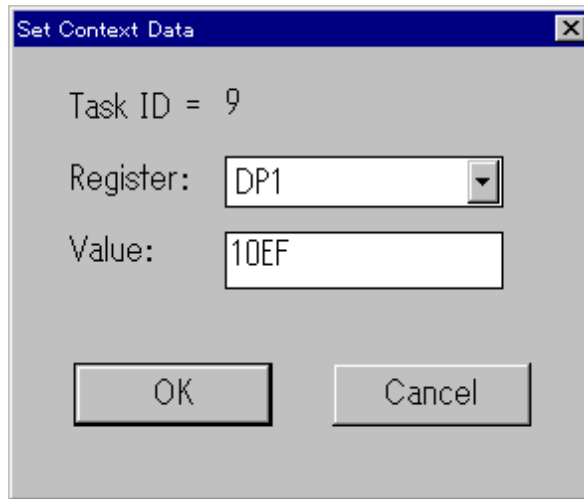 Set Context Data
Task ID = 9
Register: DP1
Value: 10EF
OK Cancel